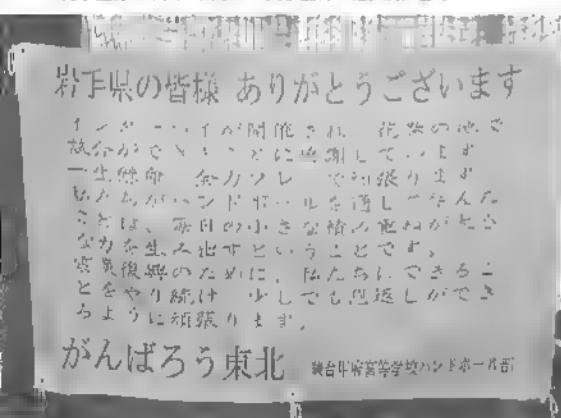 岩手県の皆様 ありがとうございます
インターハイが開催され 花巻の地で
試合ができることに感謝しています
一生懸命 全力プレーで頑張ります
私たちがハンドボールを通して学んだ
ことは、毎日の小さな積み重ねが大き
な力を生み出すということです。
震災復興のために、私たちにできるこ
とをやり続け 少しでも恩返しができ
るように頑張ります。
がんばろう東北 高等学校ハンドボール部